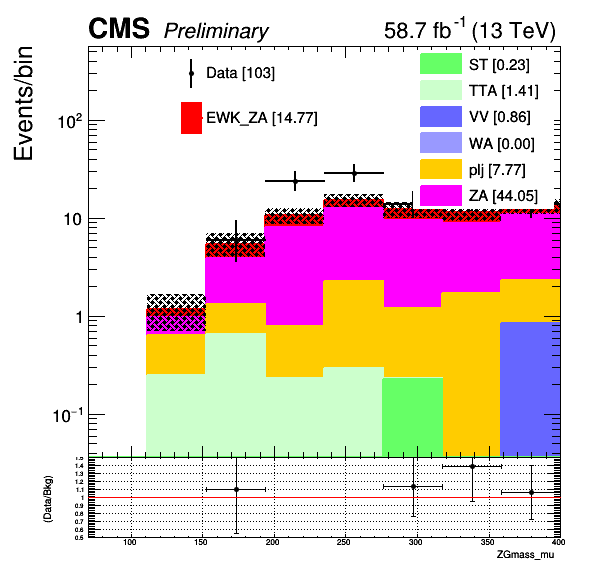 CMS Preliminary 58.7 fb⁻¹ (13 TeV)
Events/bin
Data [103]
EWK_ZA [14.77]
ST [0.23]
TTA [1.41]
VV [0.86]
WA [0.00]
plj [7.77]
ZA [44.05]
10²
10
1
10⁻¹
(Data/Bkg)
1.5
1.4
1.3
1.2
1.1
1
0.9
0.8
0.7
0.6
0.5
100 150 200 250 300 350 400
ZGmass_mu